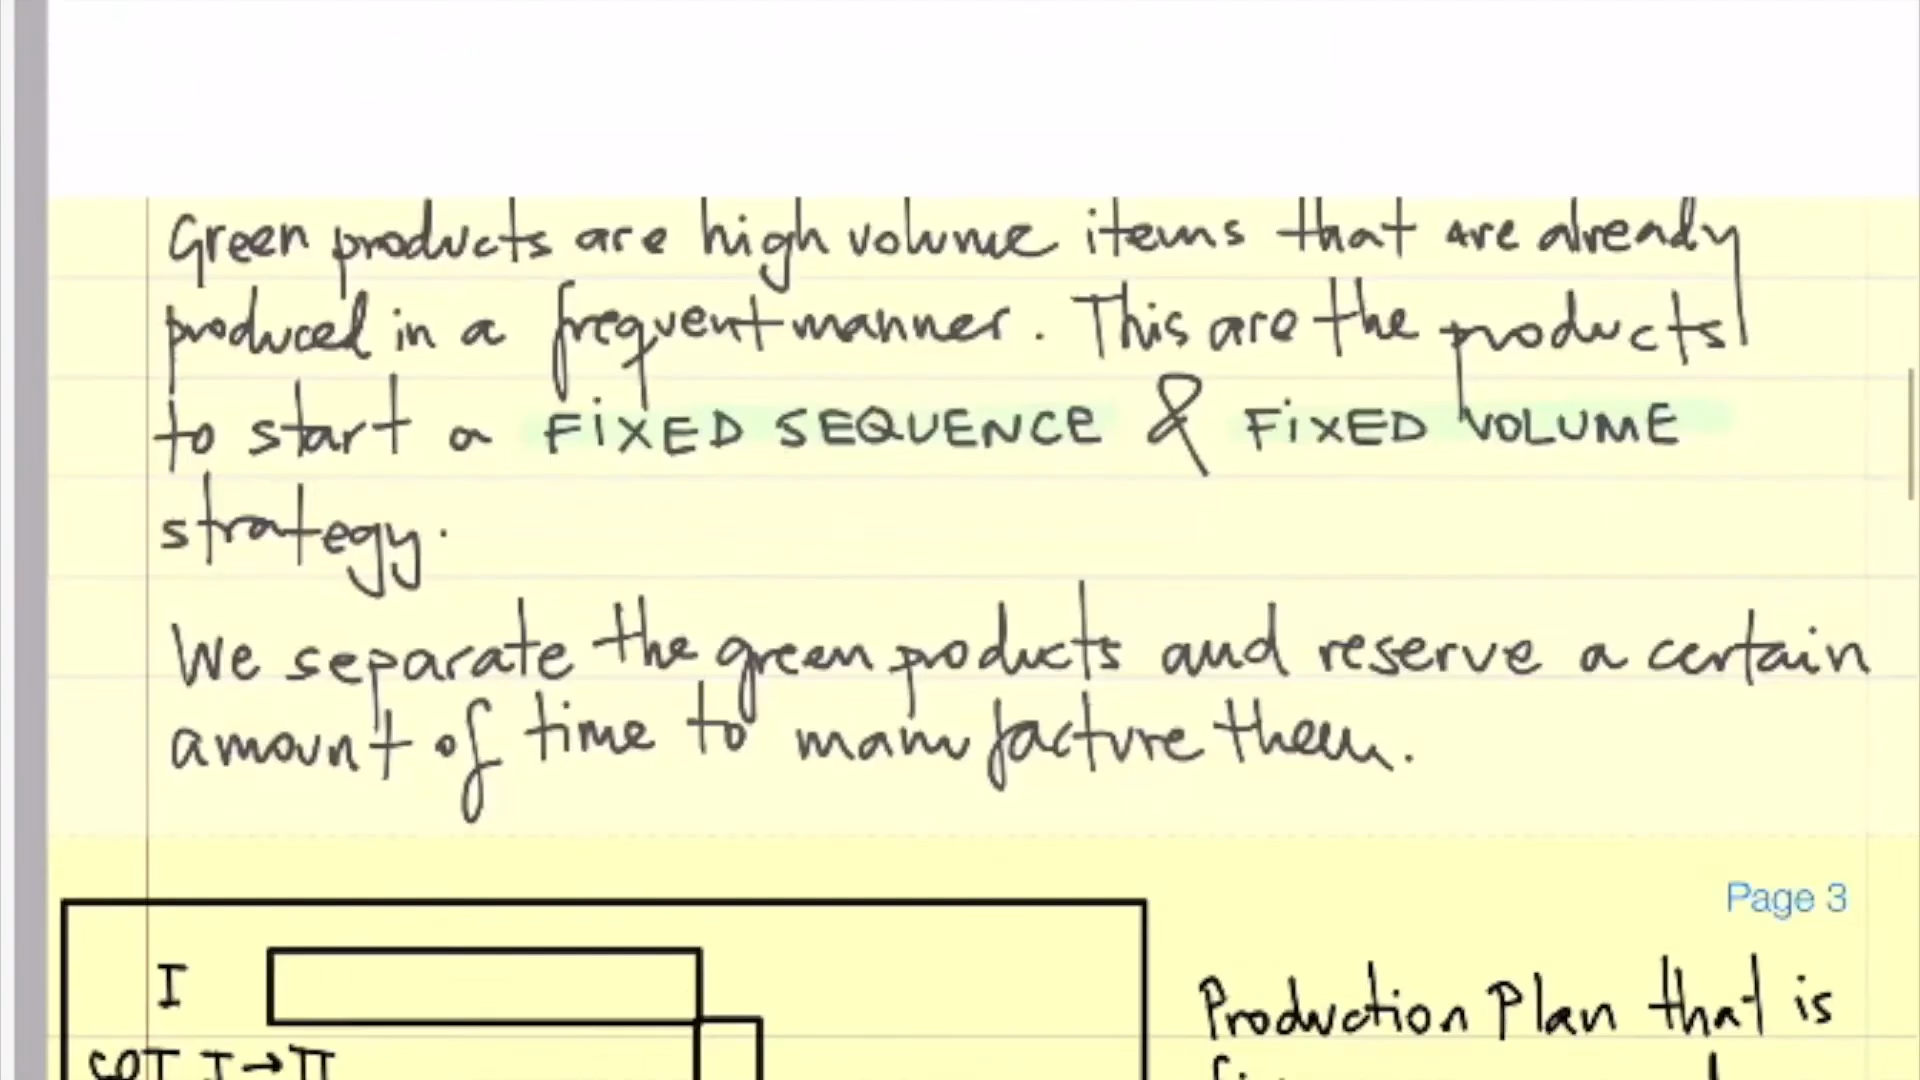 Green products are high volume items that are already
produced in a frequent manner. This are the products
to start a FiXED SEQUENCE & FiXED VOLUME
strategy.
We separate the green products and reserve a certain
amount of time to manufacture them.
Page 3
I
Production Plan that is
I→II